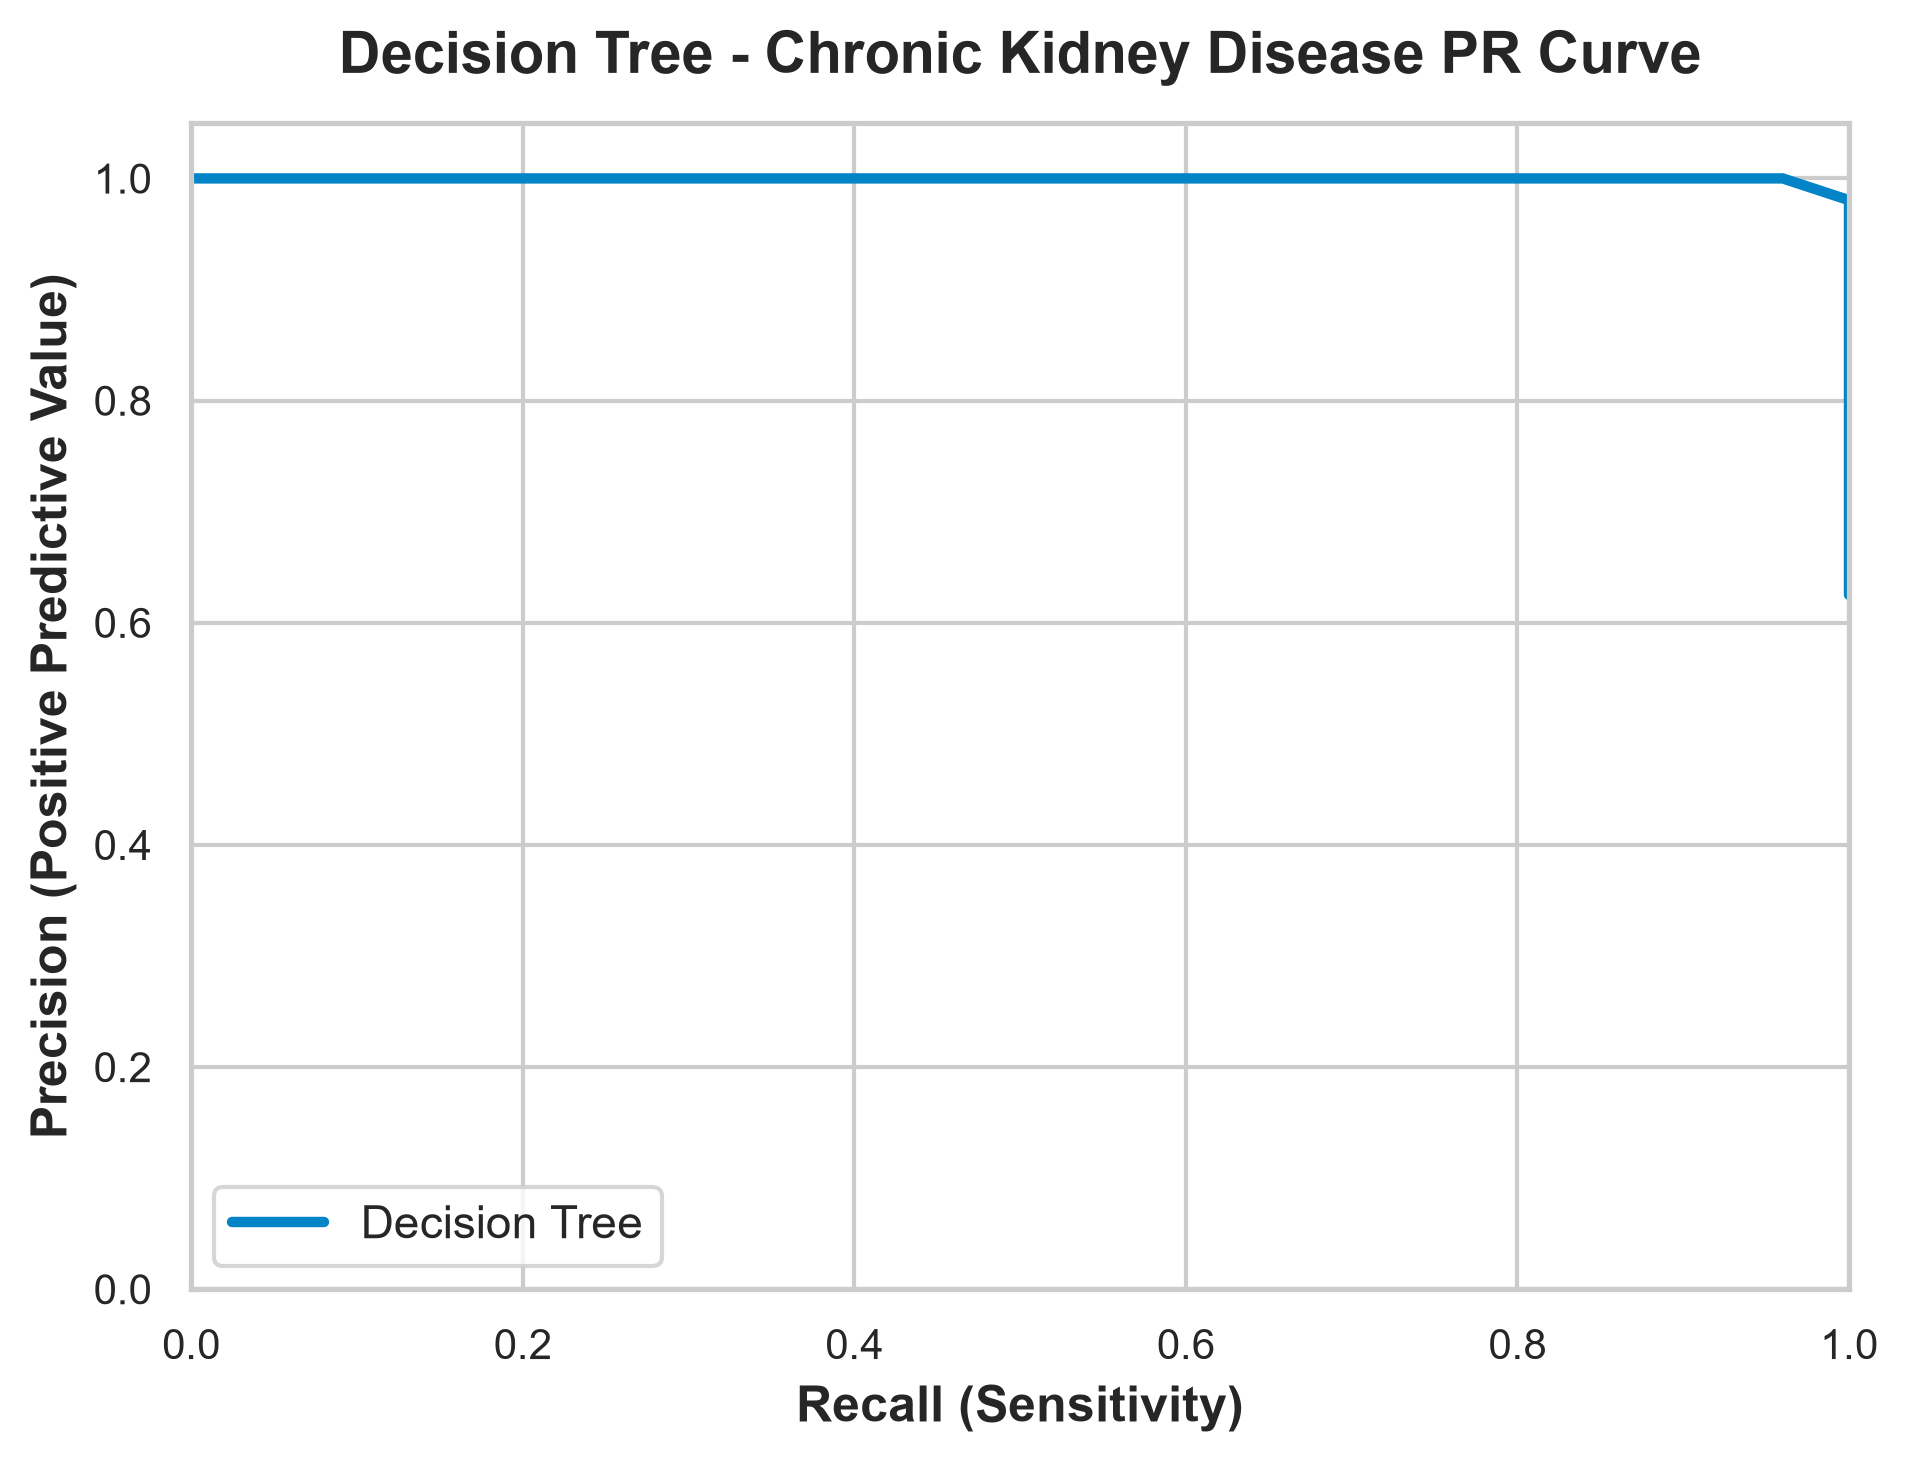 Decision Tree - Chronic Kidney Disease PR Curve
Precision (Positive Predictive Value)
1.0
0.8
0.6
0.4
0.2
0.0
Decision Tree
0.0 0.2 0.4 0.6 0.8 1.0
Recall (Sensitivity)